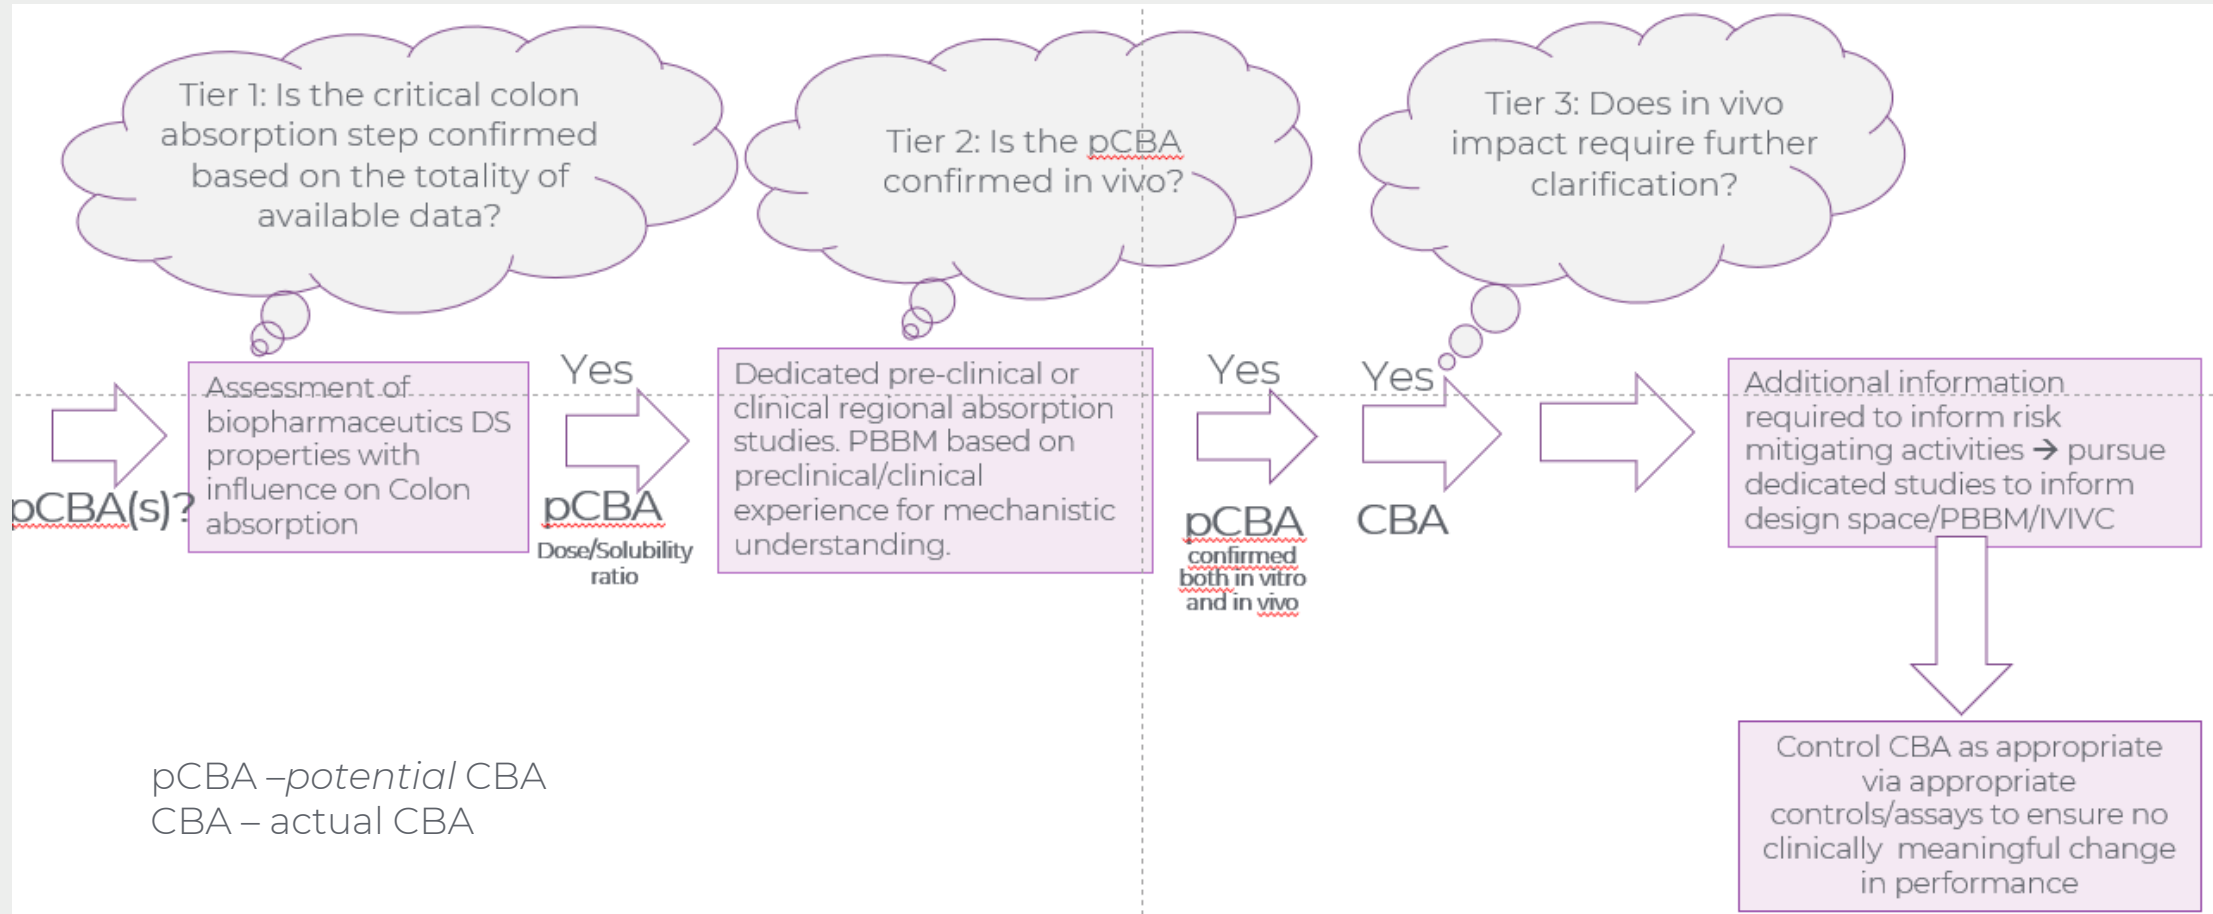 Tier 1: Is the critical colon
absorption step confirmed
based on the totality of
available data?
Tier 2: Is the pCBA
confirmed in vivo?
Tier 3: Does in vivo
impact require further
clarification?
pCBA(s)?
Assessment of
biopharmaceutics DS
properties with
influence on Colon
absorption
Yes
pCBA
Dose/Solubility
ratio
Dedicated pre-clinical or
clinical regional absorption
studies. PBBM based on
preclinical/clinical
experience for mechanistic
understanding.
Yes
pCBA
confirmed
both in vitro
and in vivo
Yes
CBA
Additional information
required to inform risk
mitigating activities → pursue
dedicated studies to inform
design space/PBBM/IVIVC
Control CBA as appropriate
via appropriate
controls/assays to ensure no
clinically meaningful change
in performance
pCBA –potential CBA
CBA – actual CBA